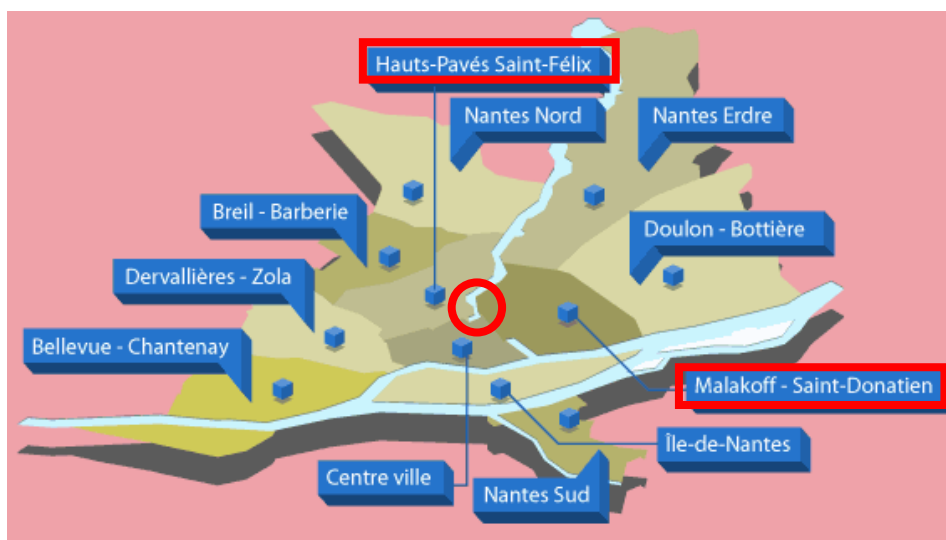 Hauts-Pavés Saint-Félix
Nantes Nord
Nantes Erdre
Breil - Barberie
Doulon - Bottière
Dervallières - Zola
Bellevue - Chantenay
Malakoff - Saint-Donatien
Île-de-Nantes
Centre ville
Nantes Sud